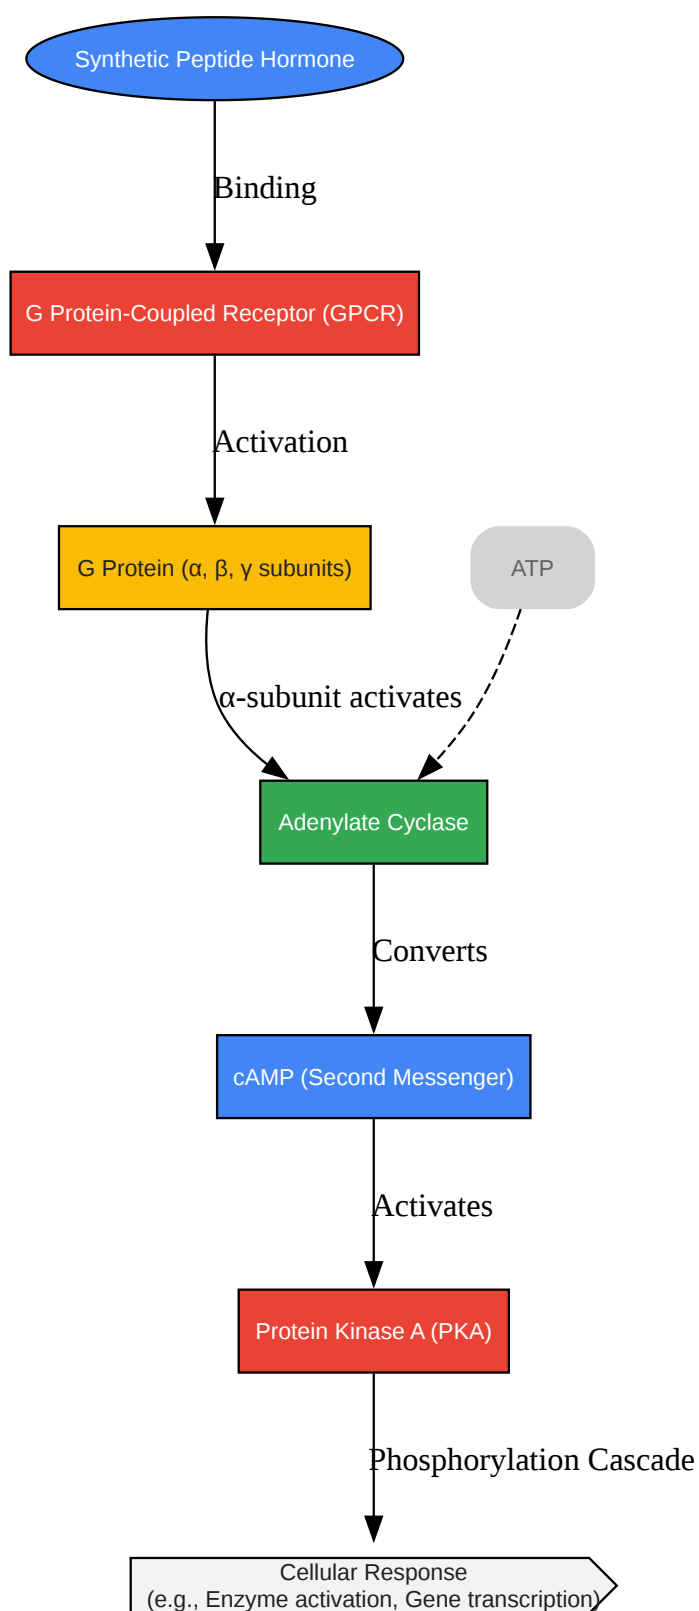 Synthetic Peptide Hormone
Binding
G Protein-Coupled Receptor (GPCR)
Activation
G Protein (α, β, γ subunits)
ATP
α-subunit activates
Adenylate Cyclase
Converts
cAMP (Second Messenger)
Activates
Protein Kinase A (PKA)
Phosphorylation Cascade
Cellular Response
(e.g., Enzyme activation, Gene transcription)